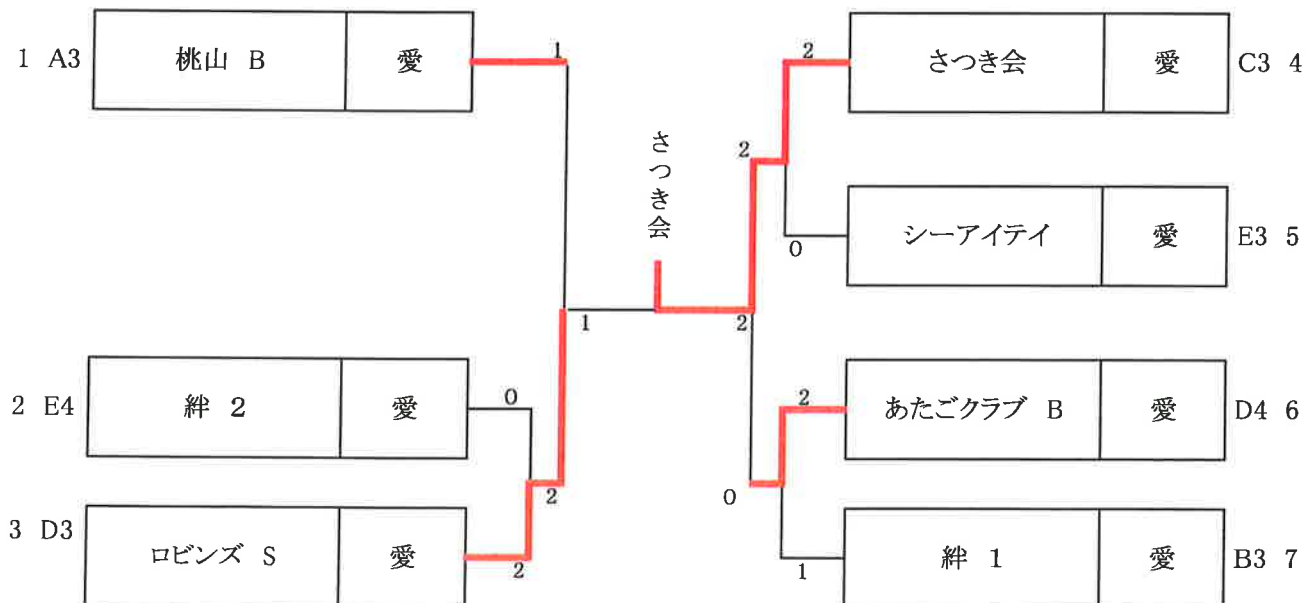 1 A3 桃山 B 愛 1
2 さつき会 愛 C3 4
さつき会
2
0 シーアイテイ 愛 E3 5
1 2
2 E4 絆 2 愛 0
2 あたごクラブ B 愛 D4 6
2 0
3 D3 ロビンズ S 愛 2
1 絆 1 愛 B3 7